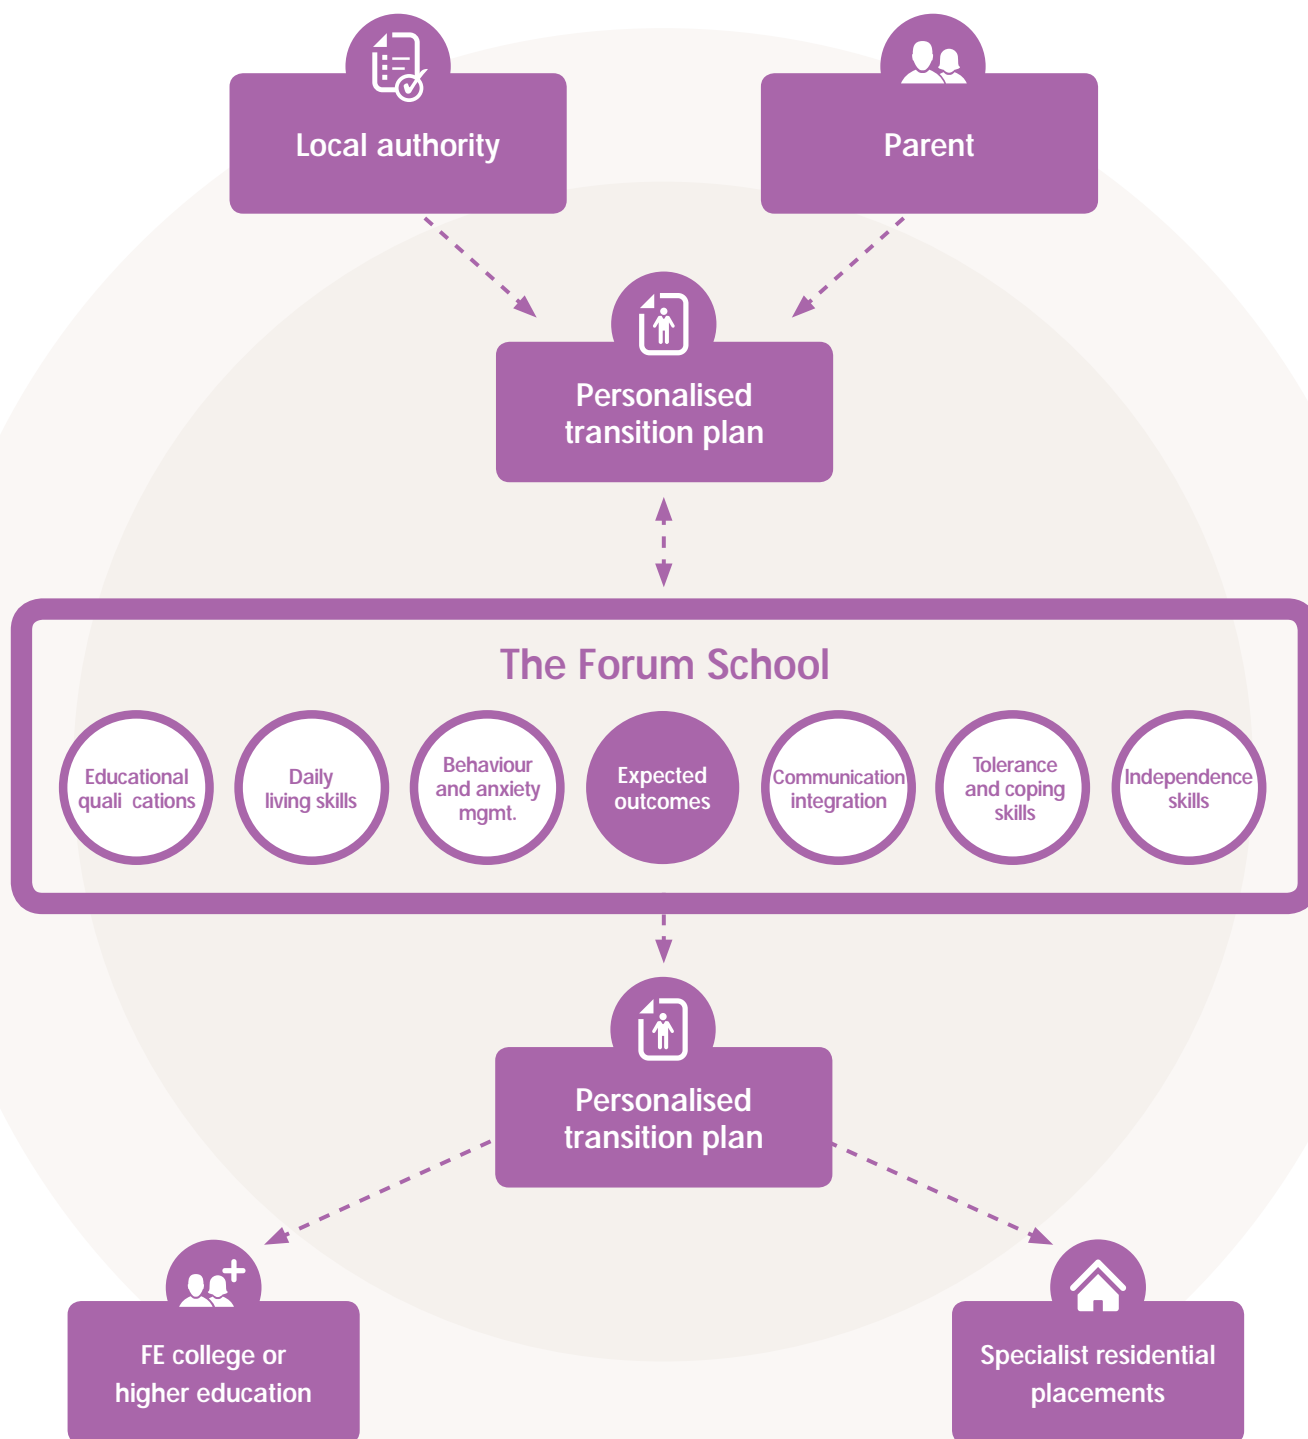 Local authority
Parent
Personalised
transition plan
The Forum School
Educational
quali cations
Daily
living skills
Behaviour
and anxiety
mgmt.
Expected
outcomes
Communication
integration
Tolerance
and coping
skills
Independence
skills
Personalised
transition plan
FE college or
higher education
Specialist residential
placements